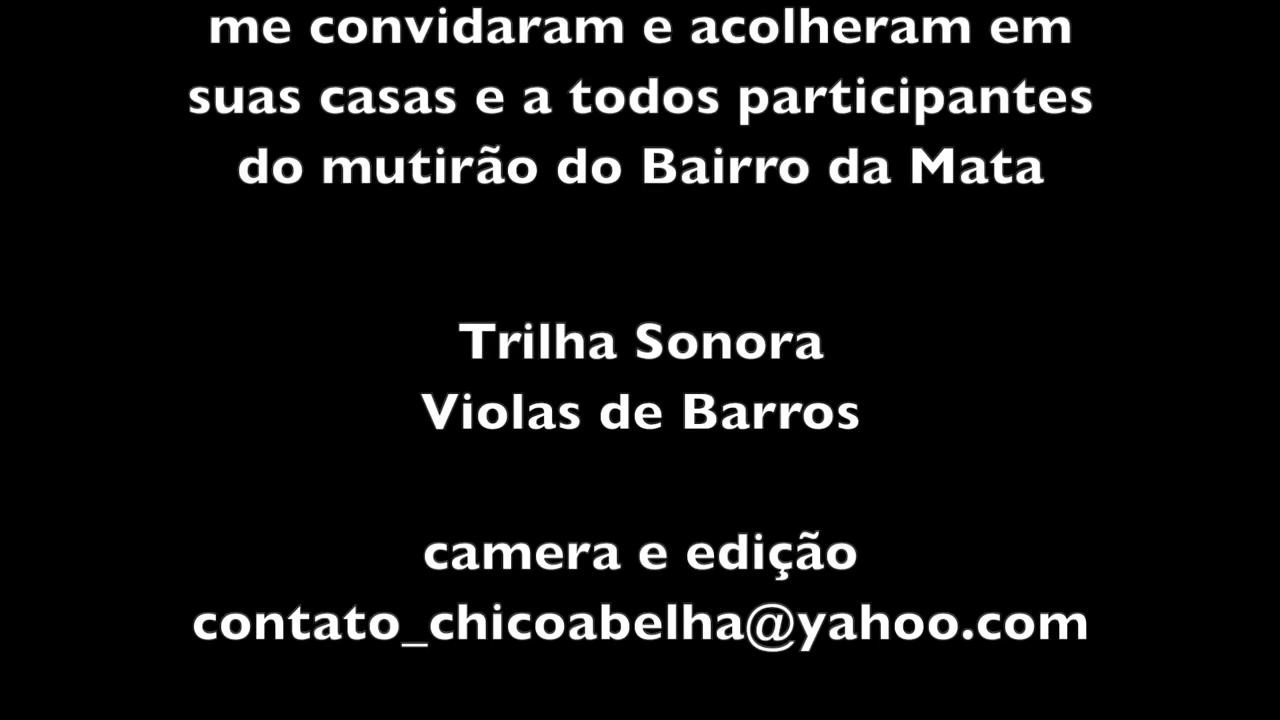 me convidaram e acolheram em
suas casas e a todos participantes
do mutirão do Bairro da Mata
Trilha Sonora
Violas de Barros
camera e edição
contato_chicoabelha@yahoo.com